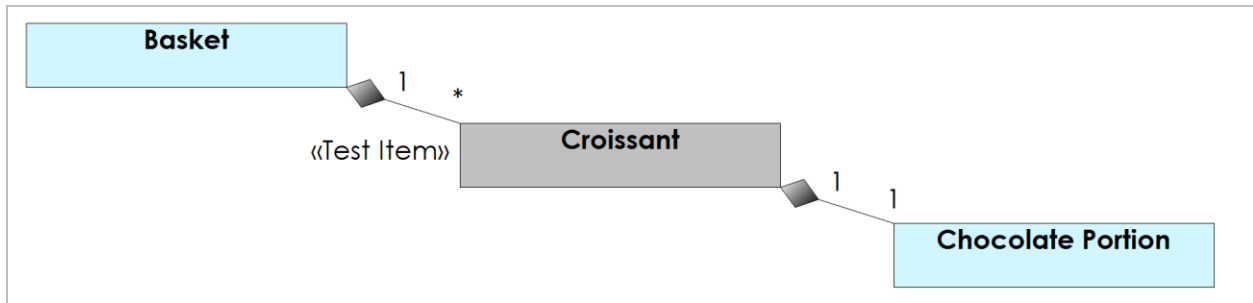 Basket
1
*
«Test Item»
Croissant
1
1
Chocolate Portion